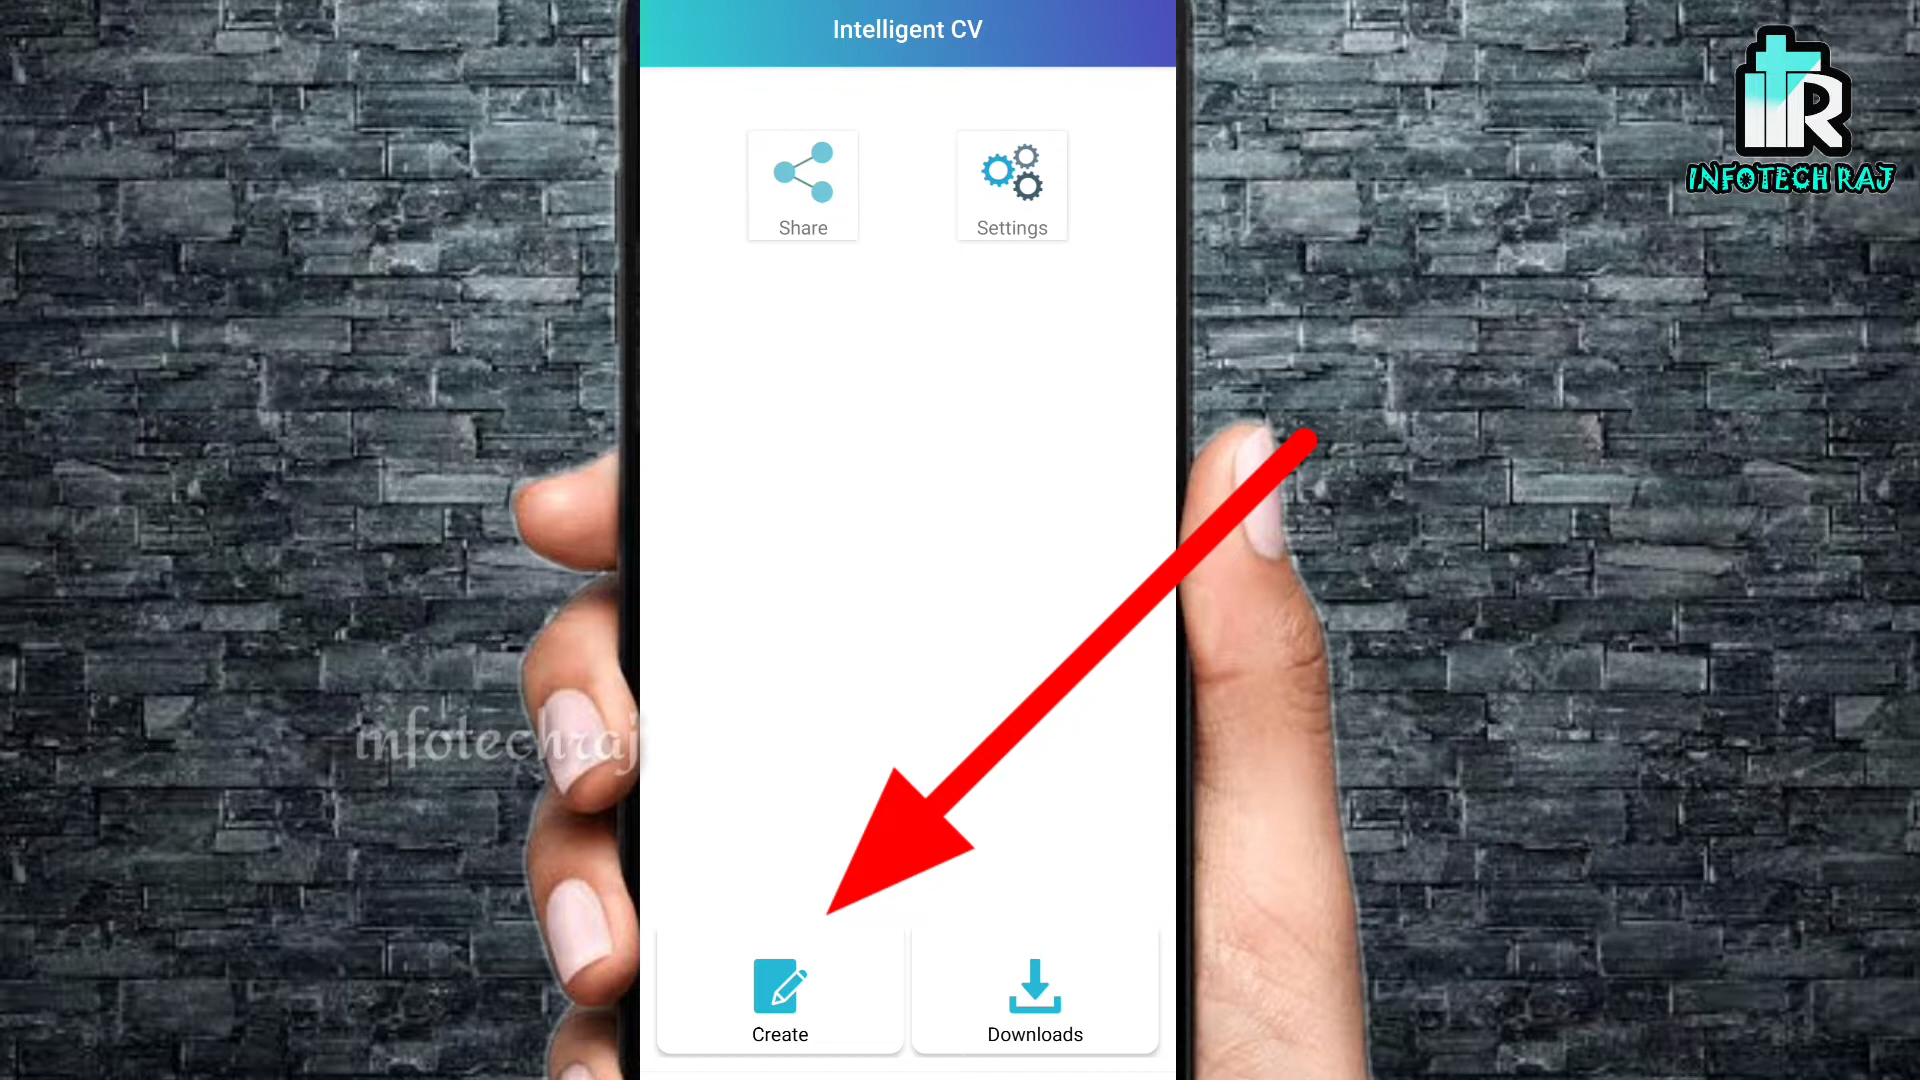 Intelligent CV
Share
Settings
Create
Downloads
INFOTECH RAJ
infotechraj